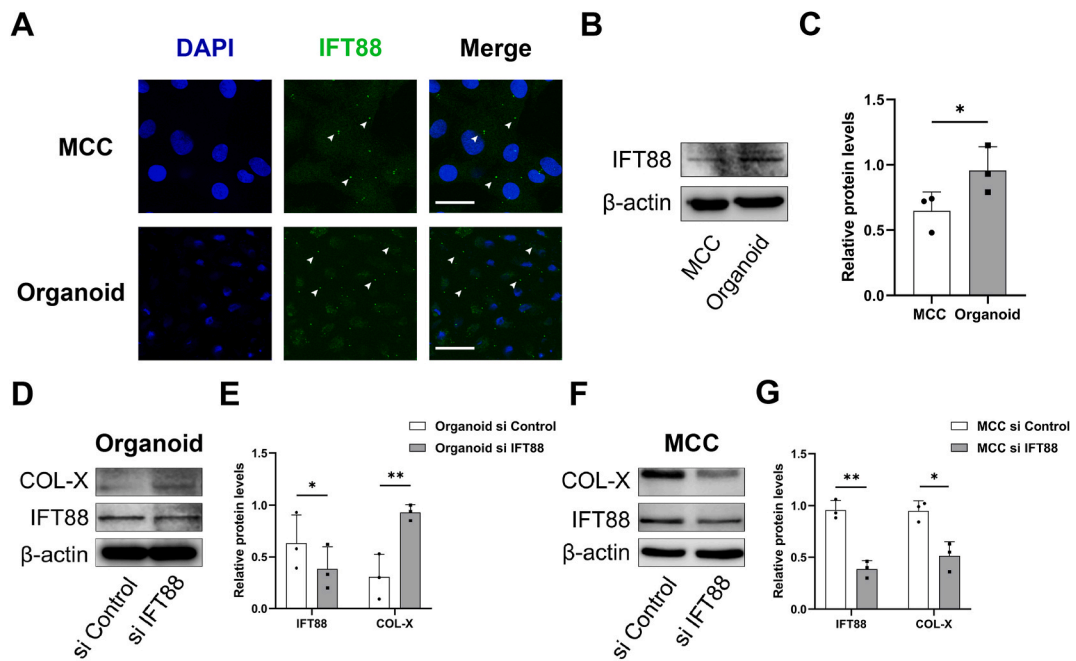 A
DAPI
IFT88
Merge
MCC
Organoid
B
IFT88
β-actin
MCC
Organoid
C
Relative protein levels
1.5
1.0
0.5
0.0
*
MCC
Organoid
D
Organoid
COL-X
IFT88
β-actin
si Control
si IFT88
E
Organoid si Control
Organoid si IFT88
Relative protein levels
1.5
1.0
0.5
0.0
*
**
IFT88
COL-X
F
MCC
COL-X
IFT88
β-actin
si Control
si IFT88
G
MCC si Control
MCC si IFT88
Relative protein levels
1.5
1.0
0.5
0.0
**
*
IFT88
COL-X